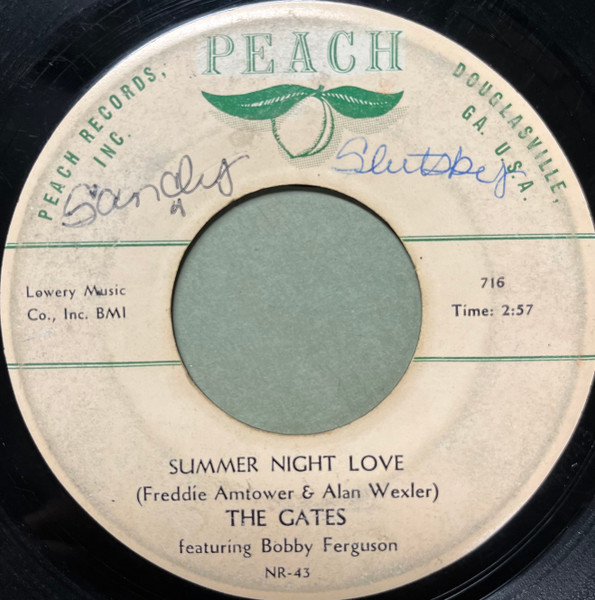 PEACH
PEACH RECORDS, INC.
DOUGLASVILLE, GA. U.S.A.
Sandy Slutsky
Lowery Music
Co., Inc. BMI
716
Time: 2:57
SUMMER NIGHT LOVE
(Freddie Amtower & Alan Wexler)
THE GATES
featuring Bobby Ferguson
NR-43